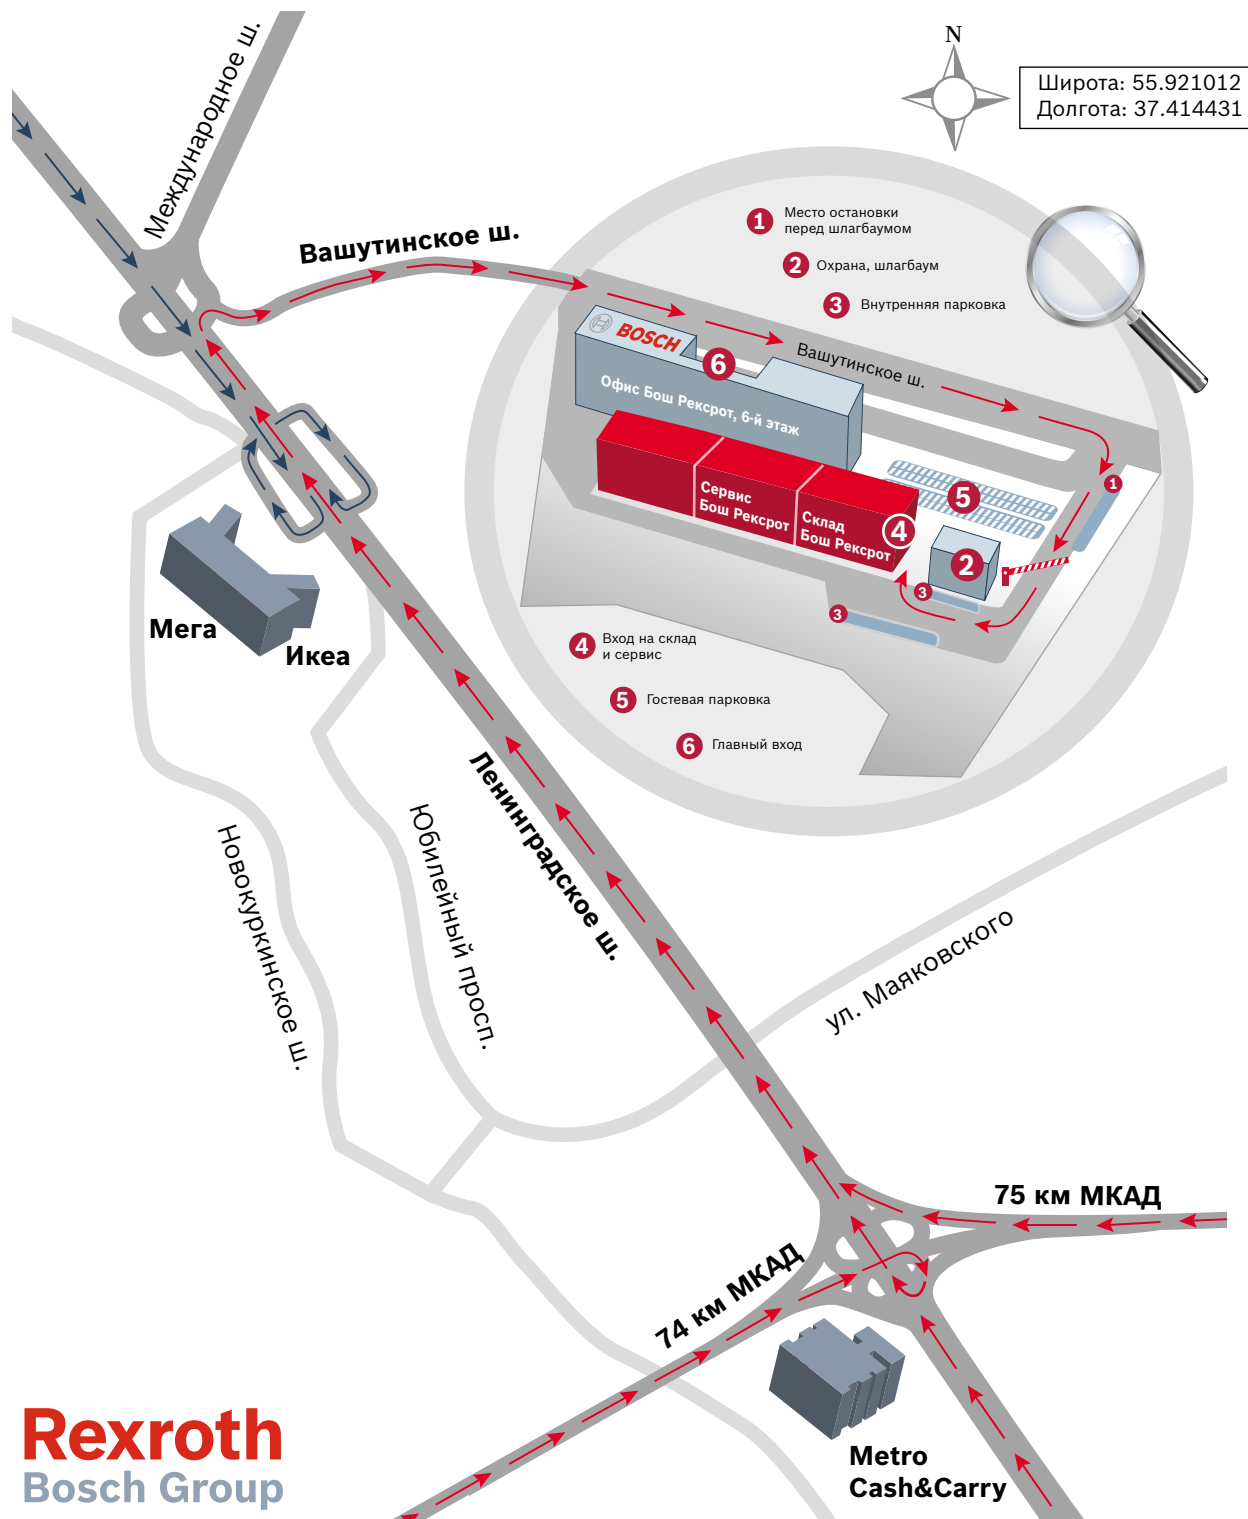 N
Широта: 55.921012
Долгота: 37.414431
Международное ш.
Вашутинское ш.
1
Место остановки
перед шлагбаумом
2
Охрана, шлагбаум
3
Внутренняя парковка
BOSCH
6
Вашутинское ш.
Офис Бош Рексрот, 6-й этаж
1
5
Сервис
Бош Рексрот
Склад
Бош Рексрот
4
2
3
3
Мега
Икеа
4
Вход на склад
и сервис
5
Гостевая парковка
6
Главный вход
Ленинградское ш.
Юбилейный просп.
Новокуркинское ш.
ул. Маяковского
75 км МКАД
74 км МКАД
Metro
Cash&Carry
Rexroth
Bosch Group